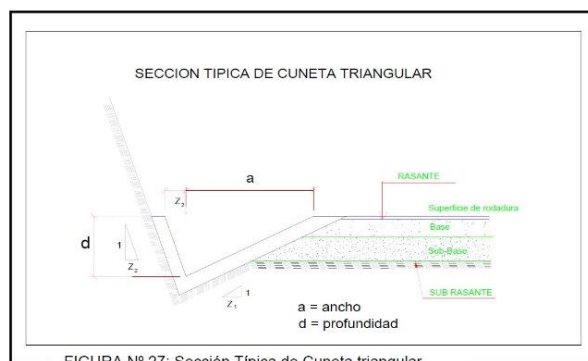 SECCION TIPICA DE CUNETA TRIANGULAR
a
Z₂
RASANTE
Superficie de rodadura
Base
d
1
Z₂
Sub-Base
1
Z₁
SUB RASANTE
a = ancho
d = profundidad
FIGURA Nº 27: Sección Típica de Cuneta triangular